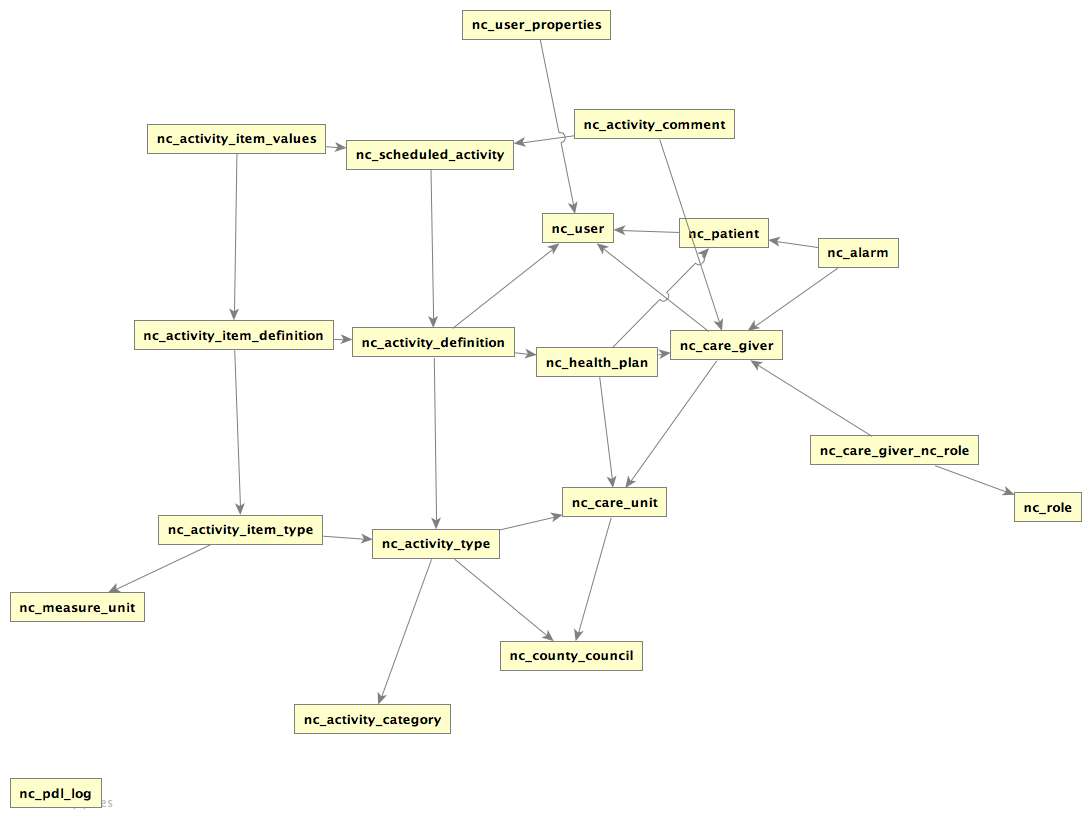 nc_user_properties
nc_activity_comment
nc_activity_item_values
nc_scheduled_activity
nc_user
nc_patient
nc_alarm
nc_activity_item_definition
nc_activity_definition
nc_care_giver
nc_health_plan
nc_care_giver_nc_role
nc_care_unit
nc_role
nc_activity_item_type
nc_activity_type
nc_measure_unit
nc_county_council
nc_activity_category
nc_pdl_log